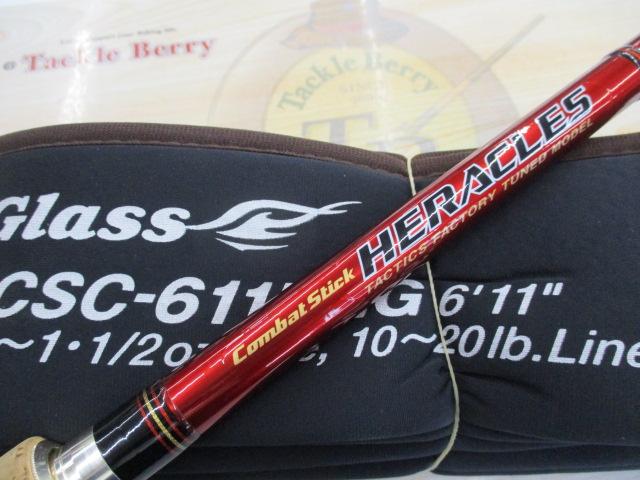 Tackle Berry
Tackle Berry
Glass
CSC-611
G 6'11"
~1・1/2oz
, 10~20lb.Line
Combat Stick
HERACLES
TACTICS FACTORY TUNED MODEL